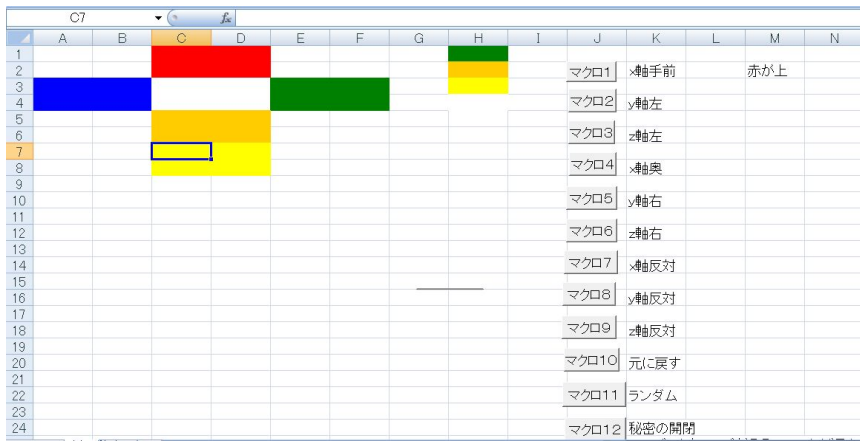 C7 fx
A B C D E F G H I J K L M N
1
2 マクロ1 x軸手前 赤が上
3
4 マクロ2 y軸左
5
6 マクロ3 z軸左
7
8 マクロ4 x軸奥
9
10 マクロ5 y軸右
11
12 マクロ6 z軸右
13
14 マクロ7 x軸反対
15
16 マクロ8 y軸反対
17
18 マクロ9 z軸反対
19
20 マクロ10 元に戻す
21
22 マクロ11 ランダム
23
24 マクロ12 秘密の開閉